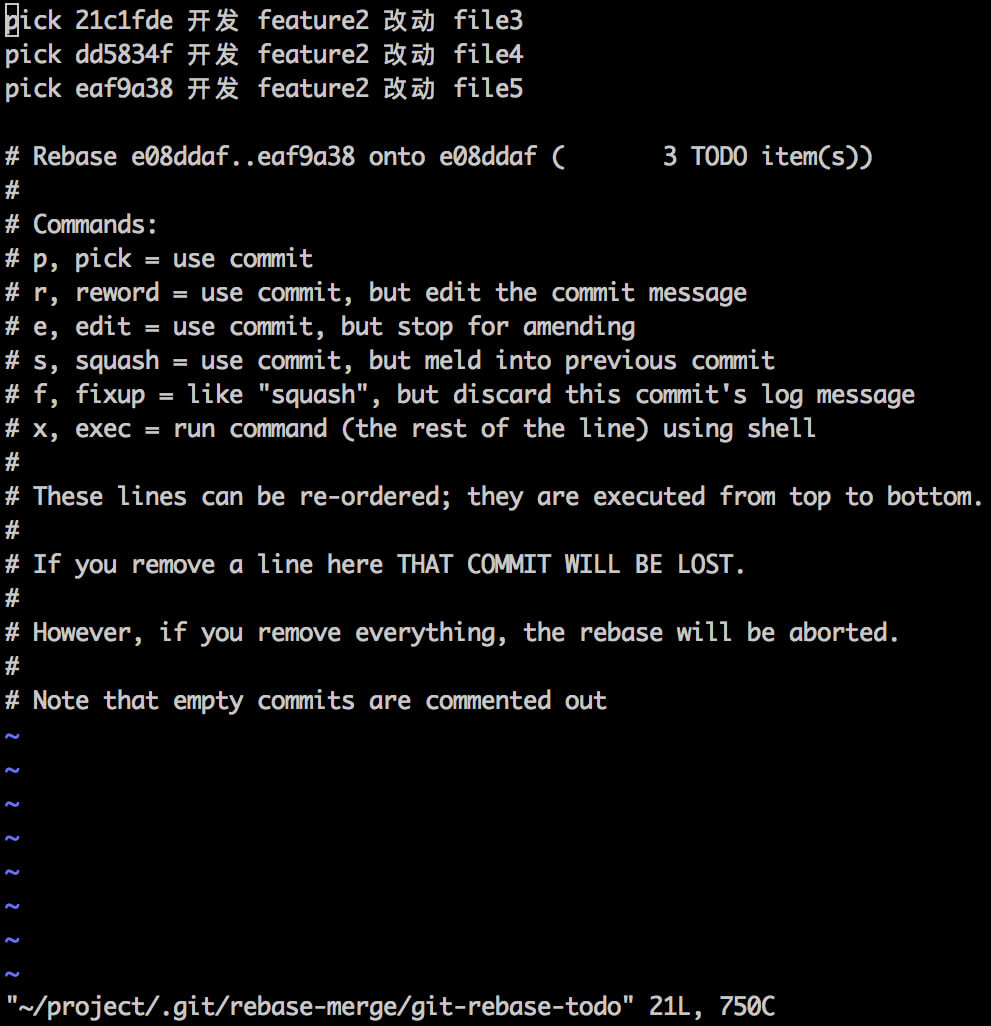 pick 21c1fde 开发 feature2 改动 file3
pick dd5834f 开发 feature2 改动 file4
pick eaf9a38 开发 feature2 改动 file5

# Rebase e08ddaf..eaf9a38 onto e08ddaf (       3 TODO item(s))
#
# Commands:
# p, pick = use commit
# r, reword = use commit, but edit the commit message
# e, edit = use commit, but stop for amending
# s, squash = use commit, but meld into previous commit
# f, fixup = like "squash", but discard this commit's log message
# x, exec = run command (the rest of the line) using shell
#
# These lines can be re-ordered; they are executed from top to bottom.
#
# If you remove a line here THAT COMMIT WILL BE LOST.
#
# However, if you remove everything, the rebase will be aborted.
#
# Note that empty commits are commented out
~
~
~
~
~
~
~
~
"~/project/.git/rebase-merge/git-rebase-todo" 21L, 750C